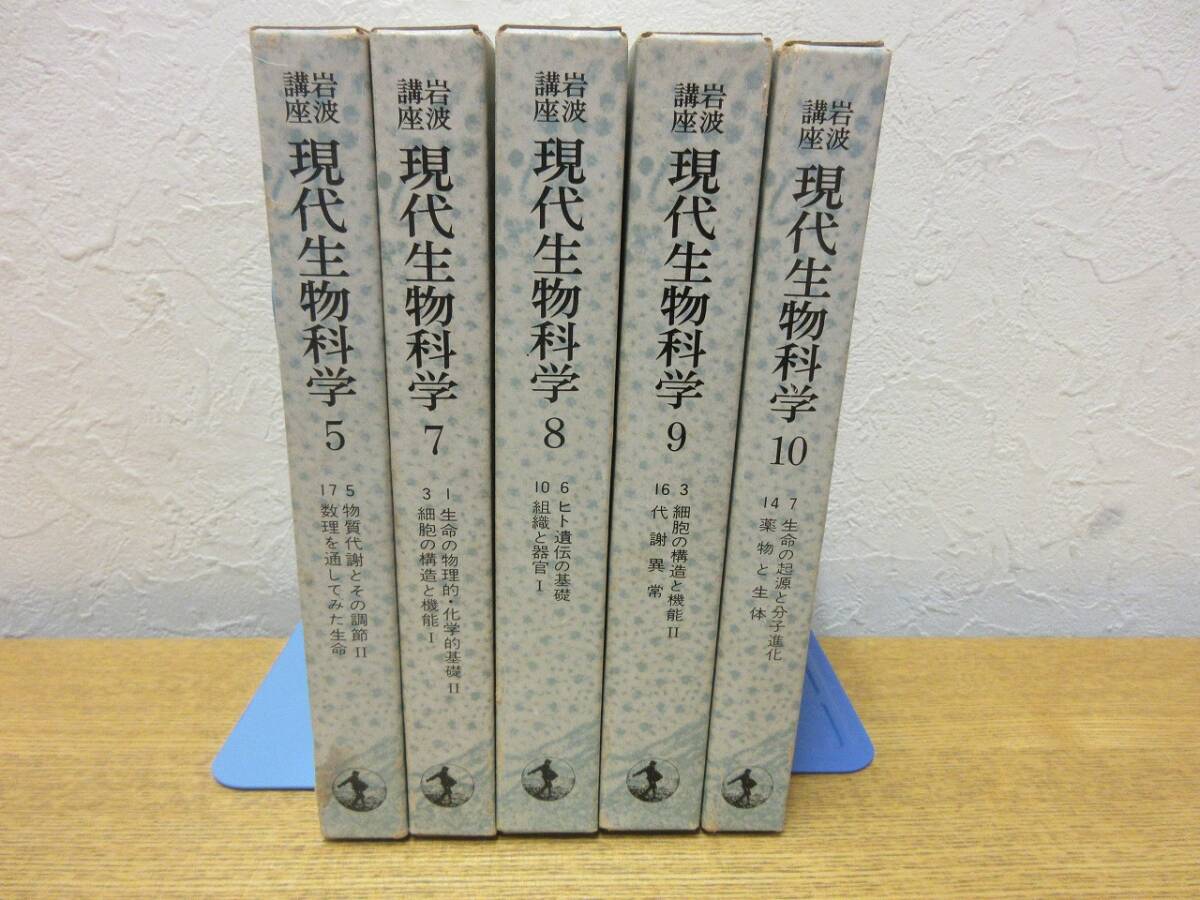 岩波
講座
現代生物科学
5
5 物質代謝とその調節 II
17 数理を通してみた生命
岩波
講座
現代生物科学
7
1 生命の物理的・化学的基礎 II
3 細胞の構造と機能 I
岩波
講座
現代生物科学
8
6 ヒト遺伝の基礎
10 組織と器官 I
岩波
講座
現代生物科学
9
3 細胞の構造と機能 II
16 代謝異常
岩波
講座
現代生物科学
10
7 生命の起源と分子進化
14 薬物と生体